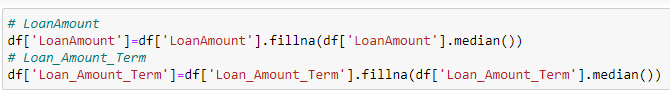 # LoanAmount
df['LoanAmount']=df['LoanAmount'].fillna(df['LoanAmount'].median())
# Loan_Amount_Term
df['Loan_Amount_Term']=df['Loan_Amount_Term'].fillna(df['Loan_Amount_Term'].median())